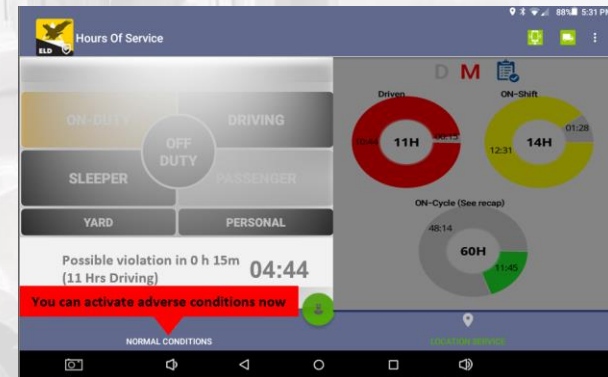 88% 5:31 PM
ELD
Hours Of Service
D M
ON-DUTY
DRIVING
OFF
DUTY
SLEEPER
PASSENGER
YARD
PERSONAL
Possible violation in 0 h 15m
(11 Hrs Driving)
04:44
You can activate adverse conditions now
NORMAL CONDITIONS
Driven
11H
00:15
ON-Shift
01:28
14H
12:31
ON-Cycle (See recap)
48:14
60H
11:45
LOCATION SERVICE